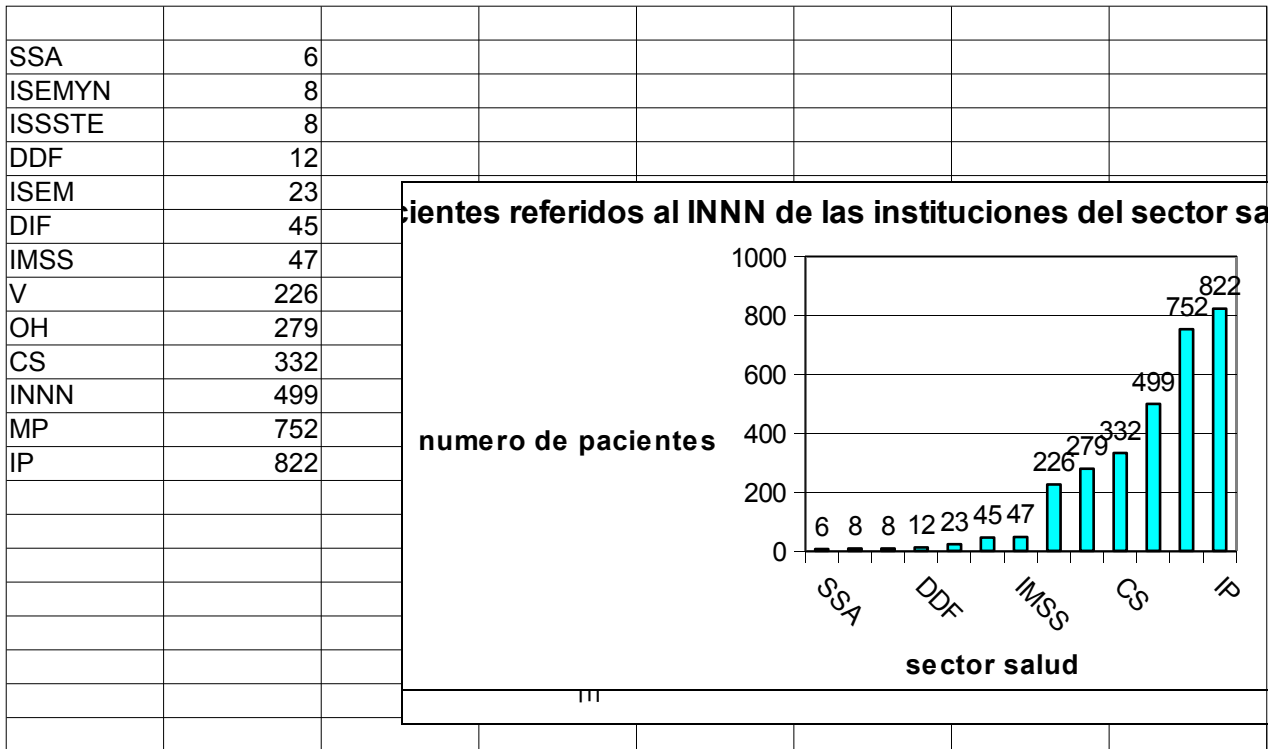 SSA 6
ISEMYN 8
ISSSTE 8
DDF 12
ISEM 23
DIF 45
IMSS 47
V 226
OH 279
CS 332
INNN 499
MP 752
IP 822
cientes referidos al INNN de las instituciones del sector sa
1000
800
600
400
200
0
numero de pacientes
6 8 8 12 23 45 47 226 279 332 499 752 822
SSA DDF IMSS CS IP
sector salud